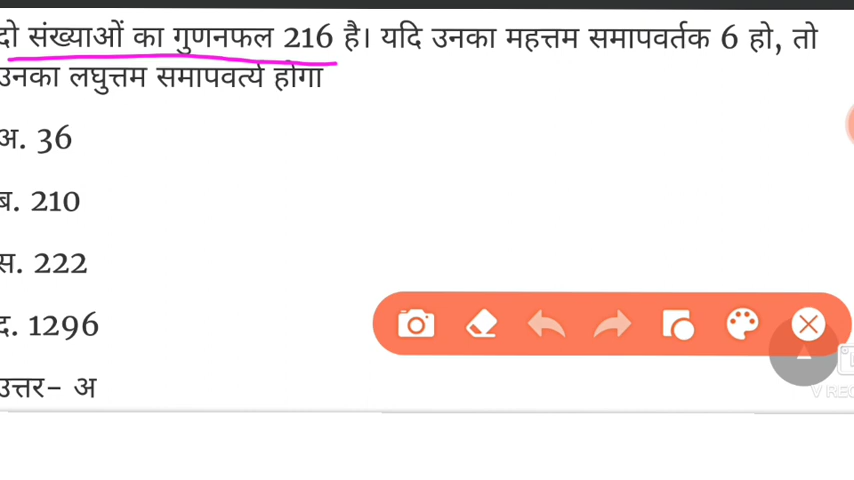 दो संख्याओं का गुणनफल 216 है। यदि उनका महत्तम समापवर्तक 6 हो, तो
उनका लघुत्तम समापवर्त्य होगा
अ. 36
ब. 210
स. 222
द. 1296
उत्तर- अ
V REC